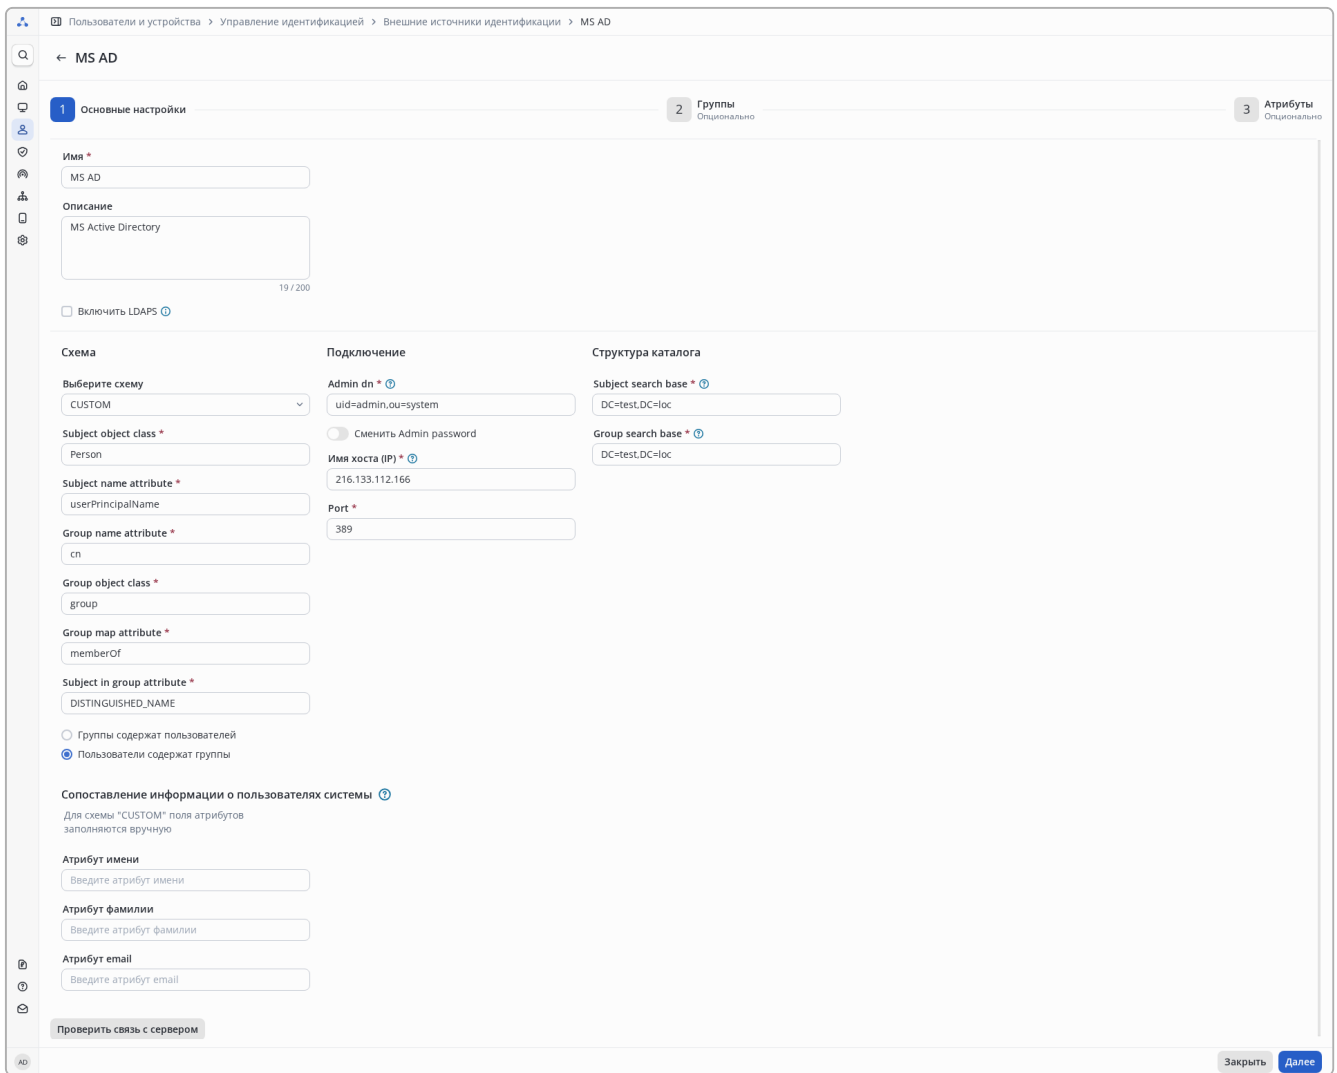 Пользователи и устройства > Управление идентификацией > Внешние источники идентификации > MS AD
MS AD
1 Основные настройки
2 Группы
Опционально
3 Атрибуты
Опционально
Имя *
MS AD
Описание
MS Active Directory
19 / 200
Включить LDAPS
Схема
Выберите схему
CUSTOM
Subject object class *
Person
Subject name attribute *
userPrincipalName
Group name attribute *
cn
Group object class *
group
Group map attribute *
memberOf
Subject in group attribute *
DISTINGUISHED_NAME
Группы содержат пользователей
Пользователи содержат группы
Подключение
Admin dn *
uid=admin,ou=system
Сменить Admin password
Имя хоста (IP) *
216.133.112.166
Port *
389
Структура каталога
Subject search base *
DC=test,DC=loc
Group search base *
DC=test,DC=loc
Сопоставление информации о пользователях системы
Для схемы "CUSTOM" поля атрибутов
заполняются вручную
Атрибут имени
Введите атрибут имени
Атрибут фамилии
Введите атрибут фамилии
Атрибут email
Введите атрибут email
Проверить связь с сервером
AD
Закрыть
Далее